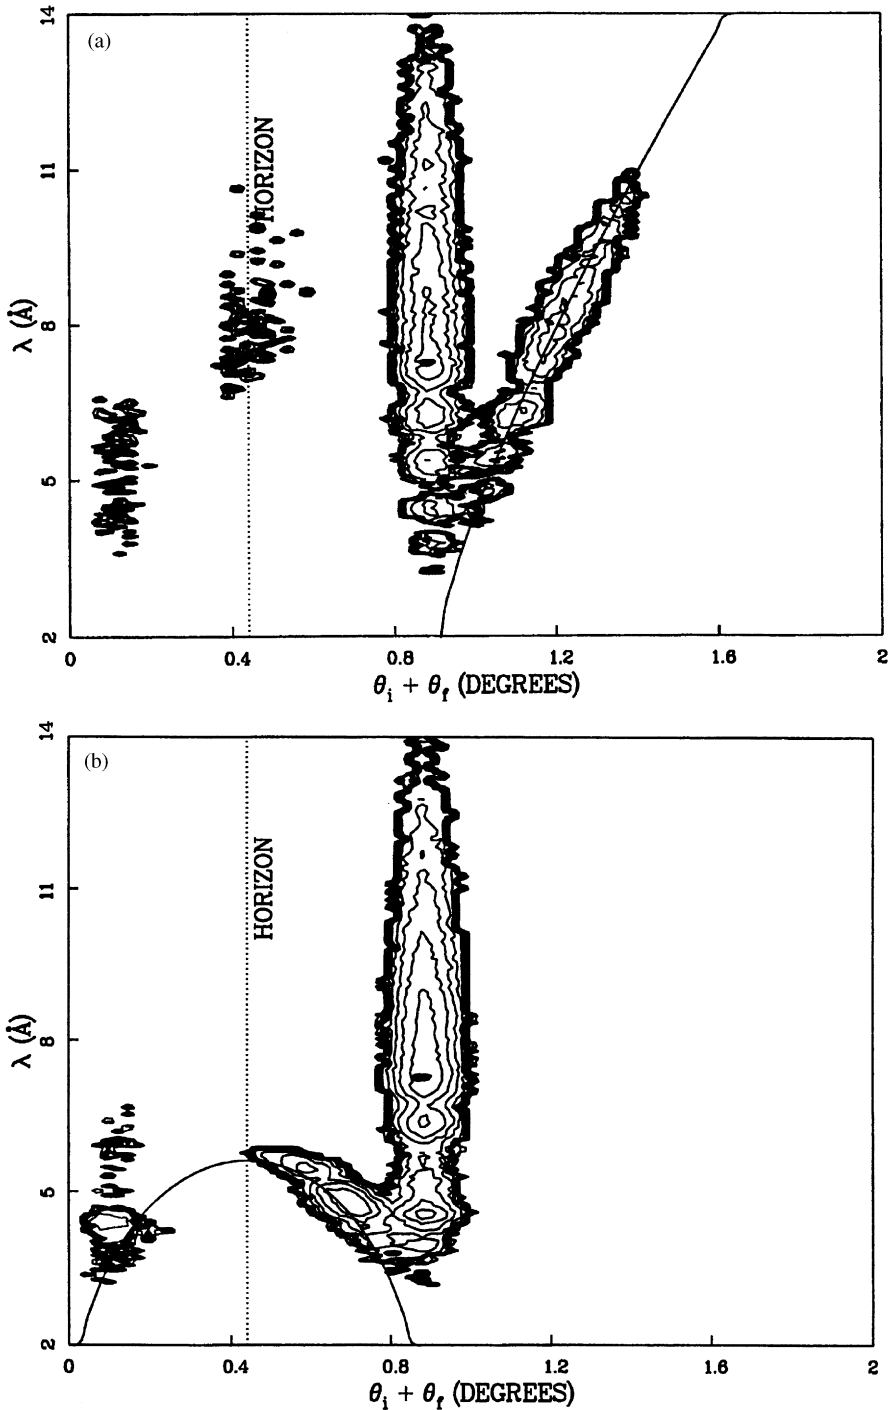 14
(a)
HORIZON
11
8
λ (Å)
5
2
0 0.4 0.8 1.2 1.6 2
θi + θf (DEGREES)
14
(b)
HORIZON
11
8
λ (Å)
5
2
0 0.4 0.8 1.2 1.6 2
θi + θf (DEGREES)